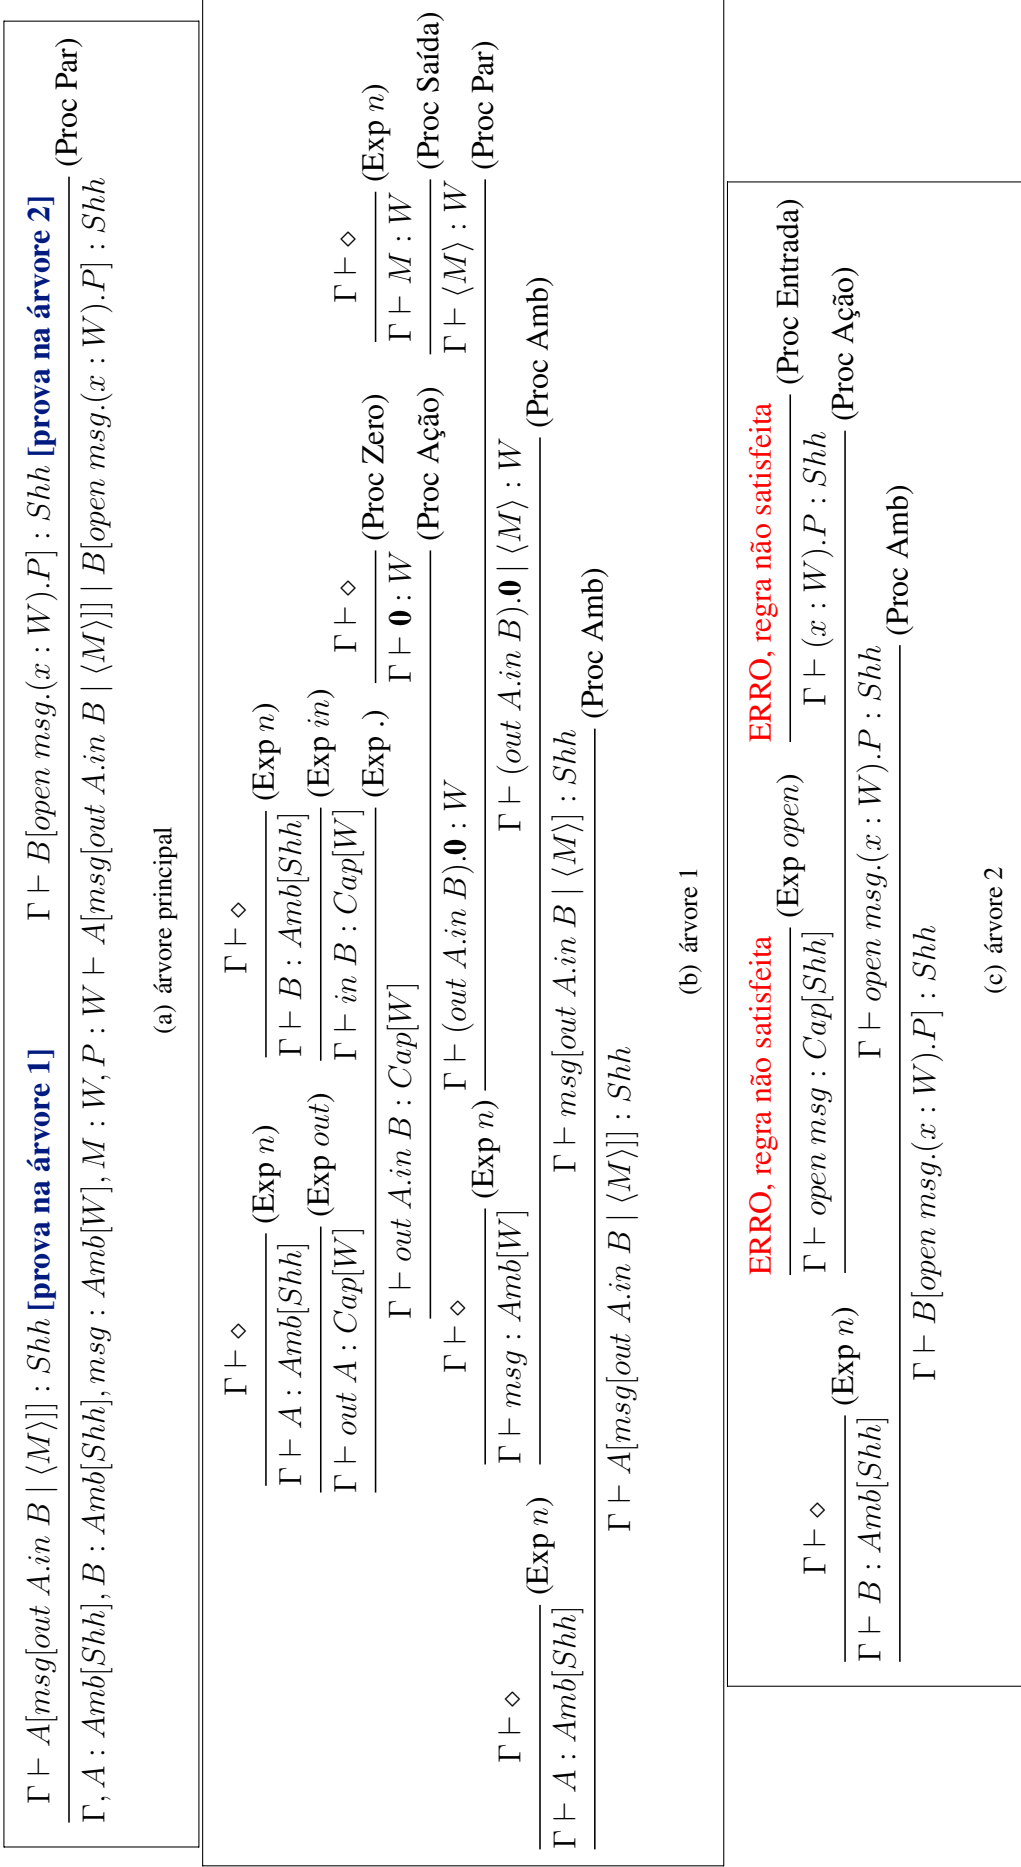 Γ ⊢ A[msg[out A.in B | ⟨M⟩]] : Shh [prova na árvore 1] Γ ⊢ B[open msg.(x : W).P] : Shh [prova na árvore 2]
(Proc Par)
Γ, A : Amb[Shh], B : Amb[Shh], msg : Amb[W], M : W, P : W ⊢ A[msg[out A.in B | ⟨M⟩]] | B[open msg.(x : W).P] : Shh
(a) árvore principal
Γ ⊢ ⋄ Γ ⊢ ⋄
(Exp n) (Exp n)
Γ ⊢ A : Amb[Shh] Γ ⊢ B : Amb[Shh]
(Exp out) (Exp in)
Γ ⊢ out A : Cap[W] Γ ⊢ in B : Cap[W] Γ ⊢ ⋄ Γ ⊢ ⋄
(Exp .) (Proc Zero) (Exp n)
Γ ⊢ out A.in B : Cap[W] Γ ⊢ 0 : W Γ ⊢ M : W
(Proc Ação) (Proc Saída)
Γ ⊢ ⋄ Γ ⊢ (out A.in B).0 : W Γ ⊢ ⟨M⟩ : W
(Exp n) (Proc Par)
Γ ⊢ ⋄ Γ ⊢ msg : Amb[W] Γ ⊢ (out A.in B).0 | ⟨M⟩ : W
(Exp n) (Proc Amb)
Γ ⊢ A : Amb[Shh] Γ ⊢ msg[out A.in B | ⟨M⟩] : Shh
(Proc Amb)
Γ ⊢ A[msg[out A.in B | ⟨M⟩]] : Shh
(b) árvore 1
ERRO, regra não satisfeita ERRO, regra não satisfeita
(Exp open) (Proc Entrada)
Γ ⊢ ⋄ Γ ⊢ open msg : Cap[Shh] Γ ⊢ (x : W).P : Shh
(Exp n) (Proc Ação)
Γ ⊢ B : Amb[Shh] Γ ⊢ open msg.(x : W).P : Shh
(Proc Amb)
Γ ⊢ B[open msg.(x : W).P] : Shh
(c) árvore 2